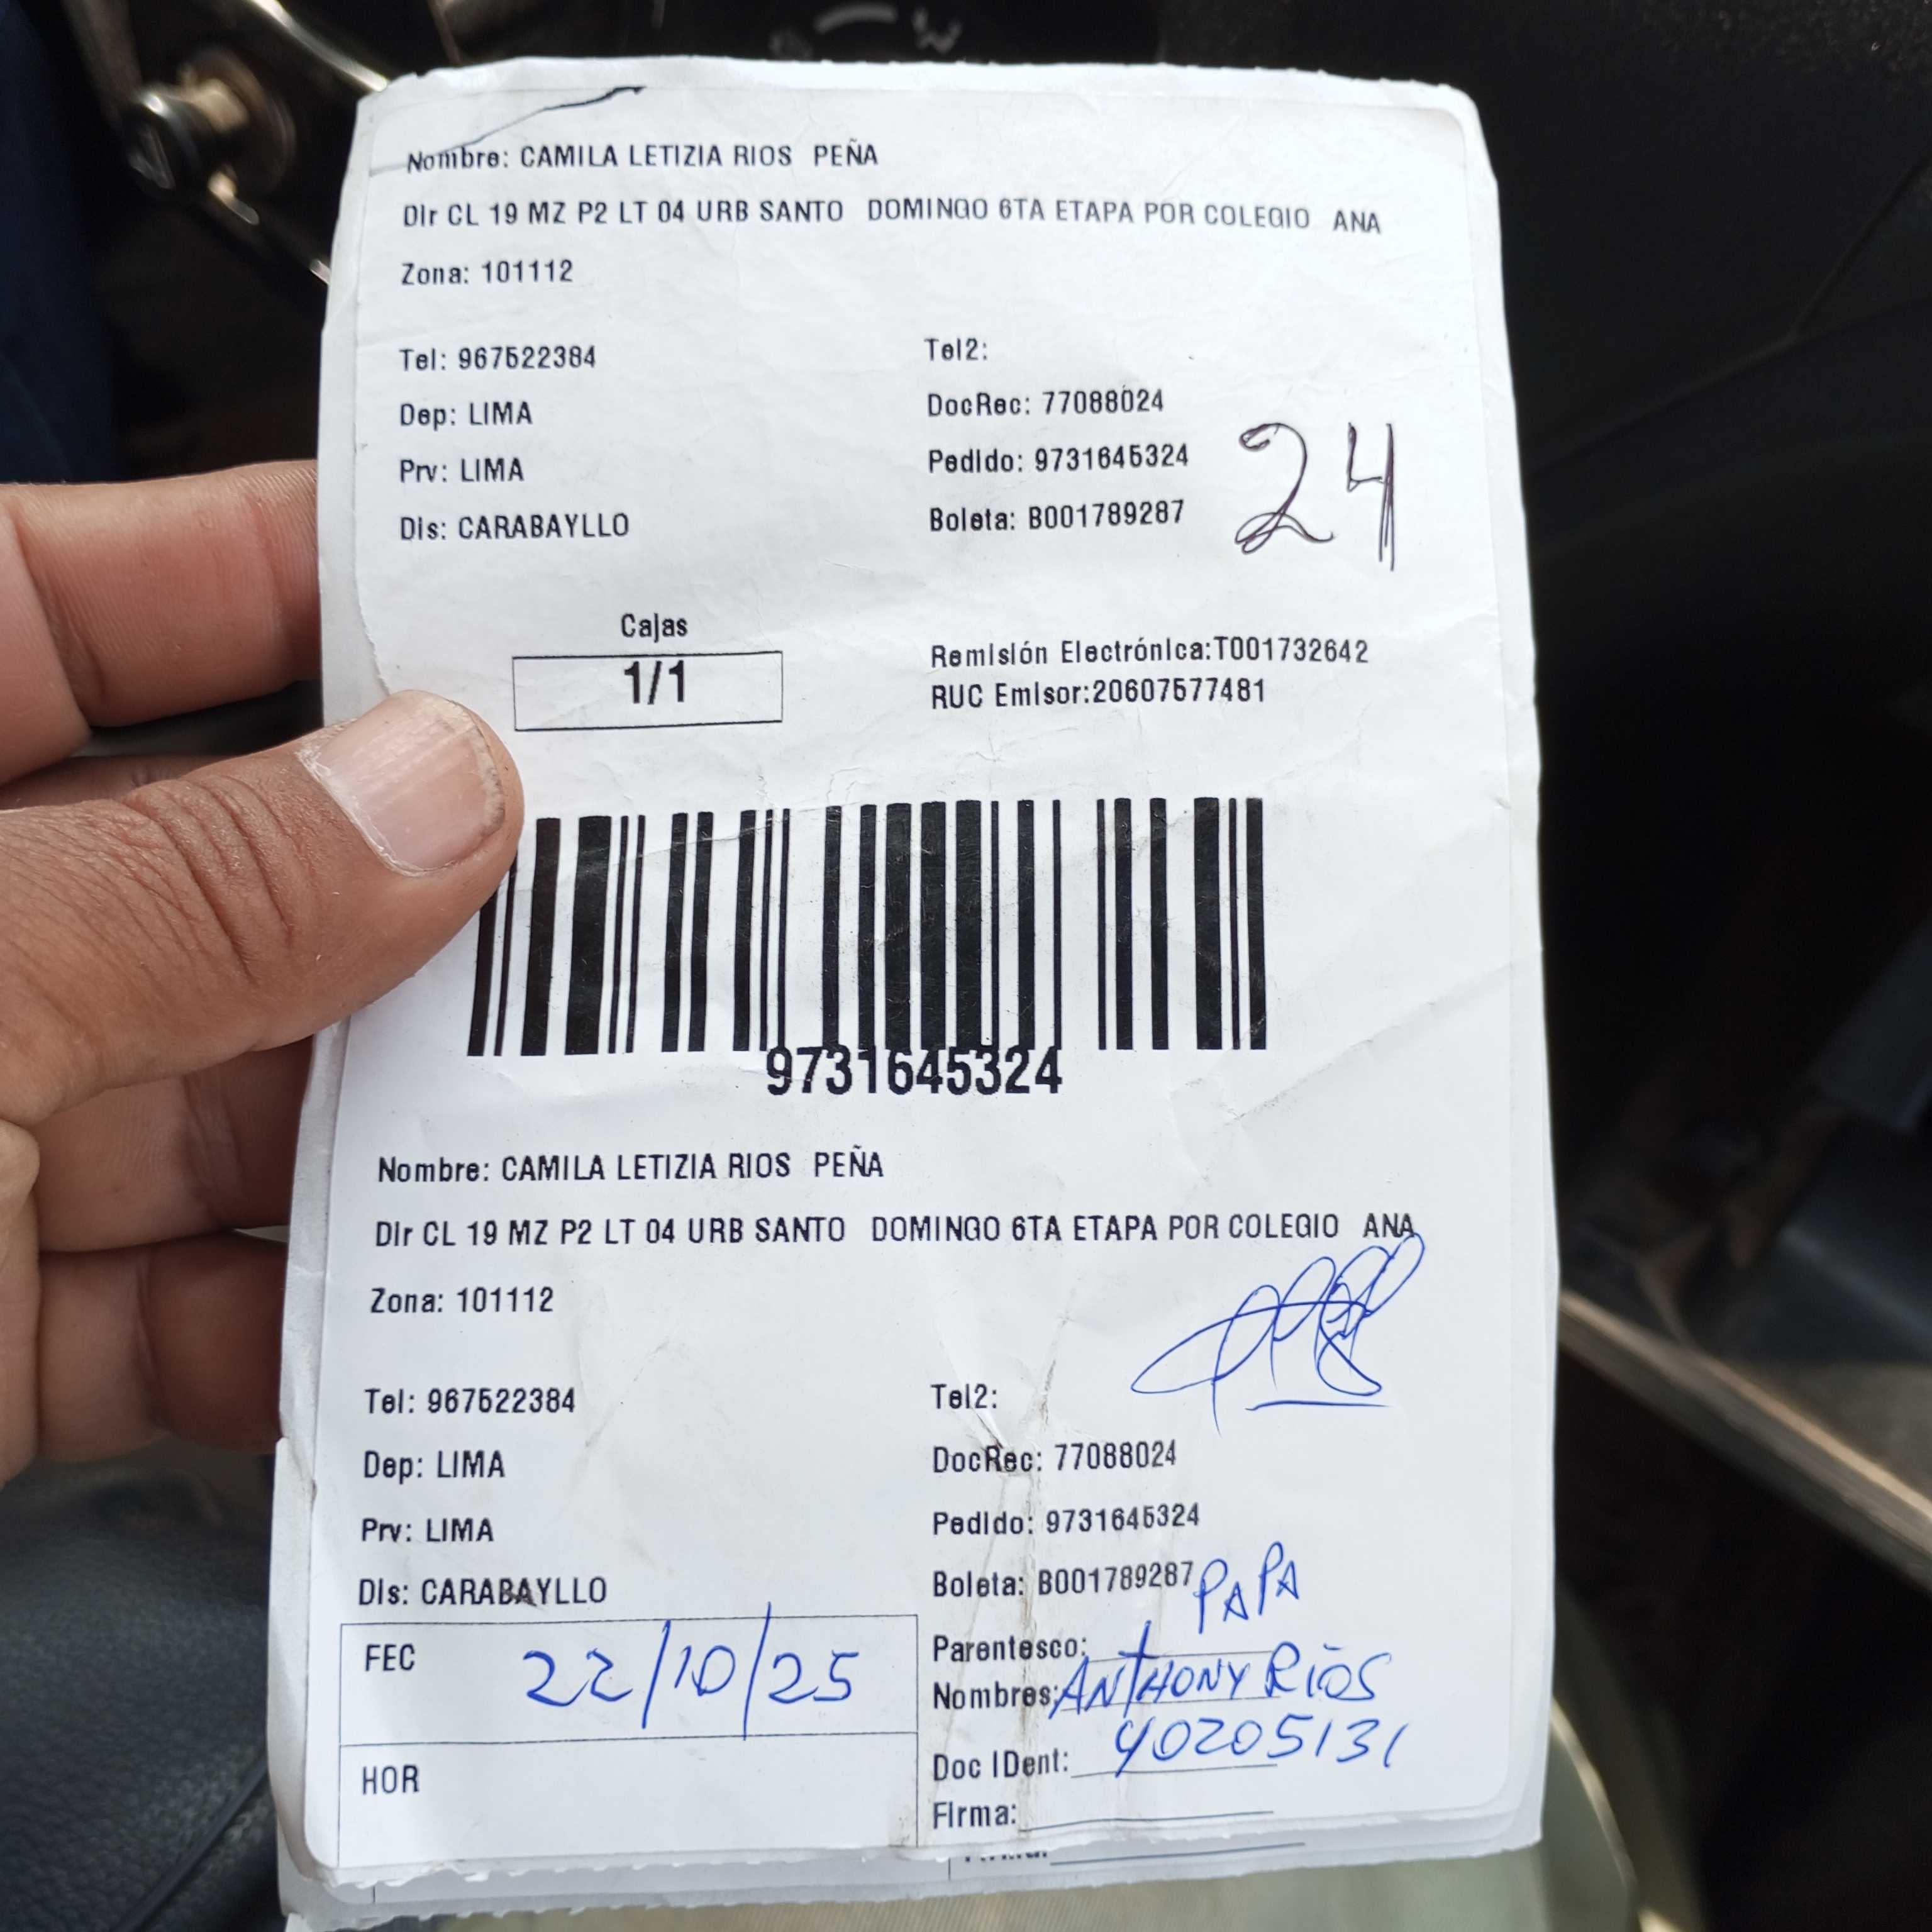 Nombre: CAMILA LETIZIA RIOS PEÑA
Dir CL 19 MZ P2 LT 04 URB SANTO DOMINGO 6TA ETAPA POR COLEGIO ANA
Zona: 101112
Tel: 967522384
Tel2:
Dep: LIMA
DocRec: 77088024
Prv: LIMA
Pedido: 9731645324
Dis: CARABAYLLO
Boleta: B001789287
24
Cajas
1/1
Remisión Electrónica:T001732642
RUC Emisor:20607577481
9731645324
Nombre: CAMILA LETIZIA RIOS PEÑA
Dir CL 19 MZ P2 LT 04 URB SANTO DOMINGO 6TA ETAPA POR COLEGIO ANA
Zona: 101112
Tel: 967522384
Tel2:
Dep: LIMA
DocRec: 77088024
Prv: LIMA
Pedido: 9731645324
Dis: CARABAYLLO
Boleta: B001789287
FEC 22/10/25
HOR
Parentesco: PAPA
Nombres: ANTHONY RIOS
Doc IDent: 40205131
Firma: